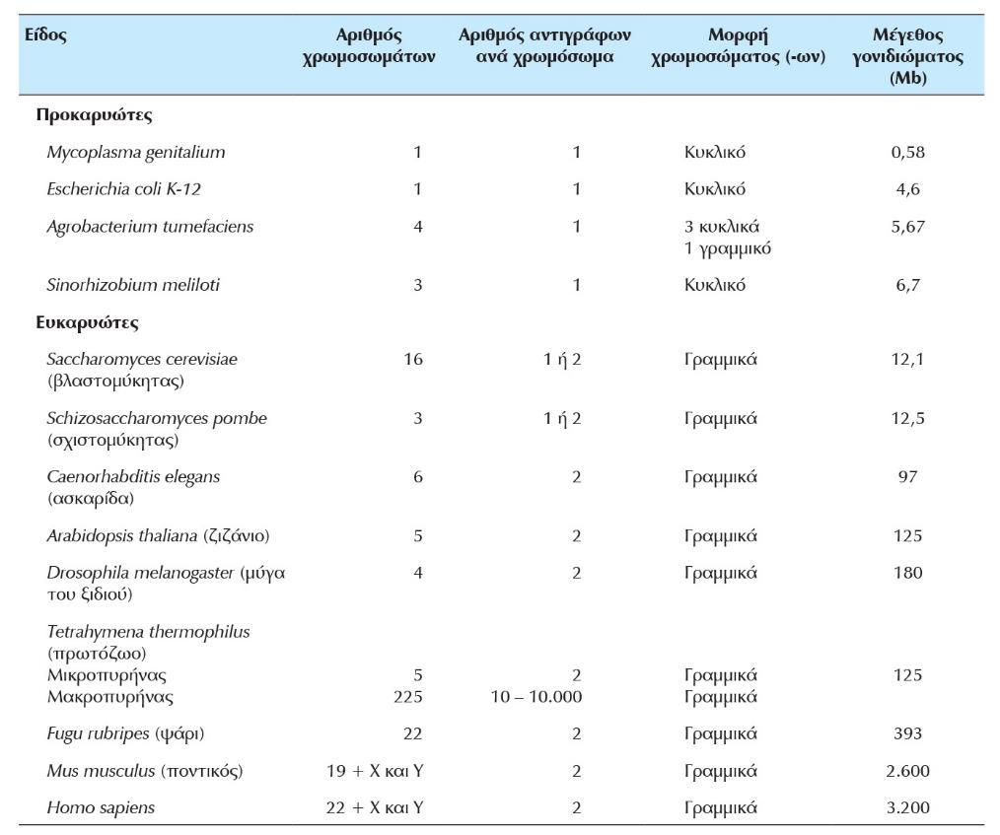 Είδος Αριθμός χρωμοσωμάτων Αριθμός αντιγράφων ανά χρωμόσωμα Μορφή χρωμοσώματος (-ων) Μέγεθος γονιδιώματος (Mb)
Προκαρυώτες
Mycoplasma genitalium 1 1 Κυκλικό 0,58
Escherichia coli K-12 1 1 Κυκλικό 4,6
Agrobacterium tumefaciens 4 1 3 κυκλικά 5,67
1 γραμμικό
Sinorhizobium meliloti 3 1 Κυκλικό 6,7
Ευκαρυώτες
Saccharomyces cerevisiae 16 1 ή 2 Γραμμικά 12,1
(βλαστομύκητας)
Schizosaccharomyces pombe 3 1 ή 2 Γραμμικά 12,5
(σχιστομύκητας)
Caenorhabditis elegans 6 2 Γραμμικά 97
(ασκαρίδα)
Arabidopsis thaliana (ζιζάνιο) 5 2 Γραμμικά 125
Drosophila melanogaster (μύγα 4 2 Γραμμικά 180
του ξιδιού)
Tetrahymena thermophilus
(πρωτόζωο)
Μικροπυρήνας 5 2 Γραμμικά 125
Μακροπυρήνας 225 10 – 10.000 Γραμμικά
Fugu rubripes (ψάρι) 22 2 Γραμμικά 393
Mus musculus (ποντικός) 19 + Χ και Υ 2 Γραμμικά 2.600
Homo sapiens 22 + Χ και Υ 2 Γραμμικά 3.200